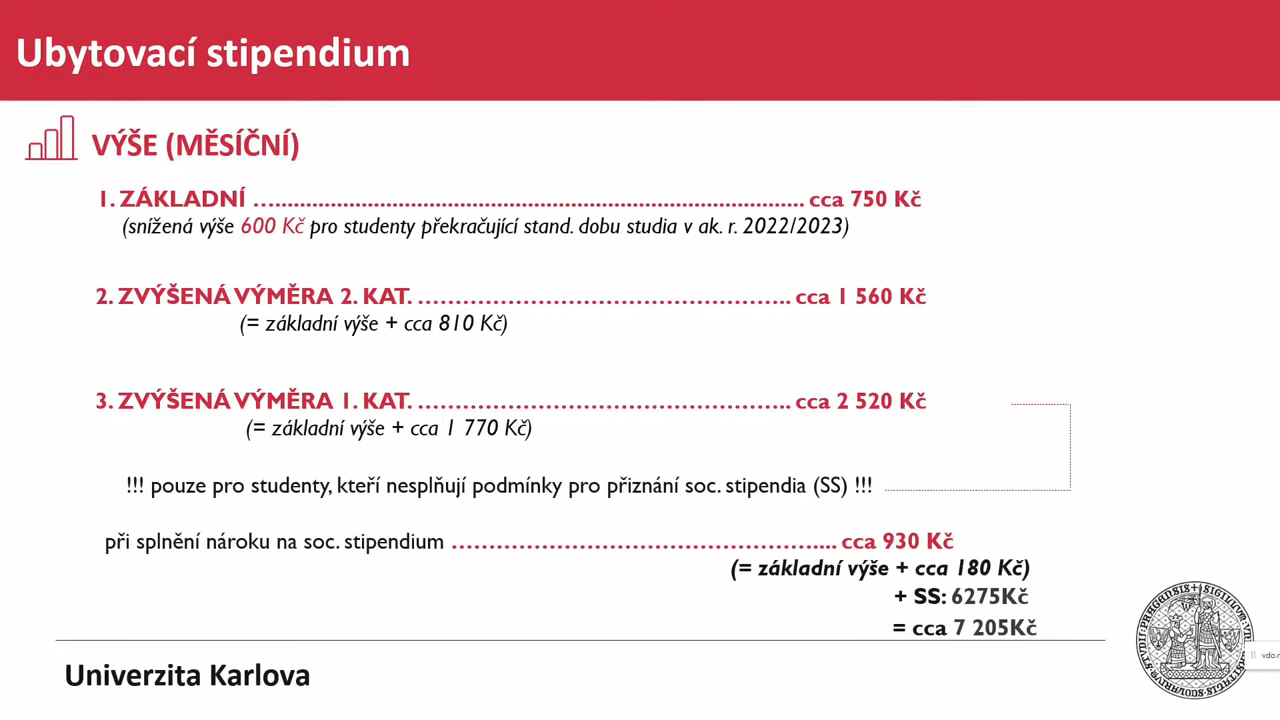 Ubytovací stipendium
VÝŠE (MĚSÍČNÍ)
1. ZÁKLADNÍ ….................................................................................................... cca 750 Kč
(snížená výše 600 Kč pro studenty překračující stand. dobu studia v ak. r. 2022/2023)
2. ZVÝŠENÁ VÝMĚRA 2. KAT. ………………………………………….. cca 1 560 Kč
(= základní výše + cca 810 Kč)
3. ZVÝŠENÁ VÝMĚRA 1. KAT. ………………………………………….. cca 2 520 Kč
(= základní výše + cca 1 770 Kč)
!!! pouze pro studenty, kteří nesplňují podmínky pro přiznání soc. stipendia (SS) !!!
při splnění nároku na soc. stipendium ………………………………………….... cca 930 Kč
(= základní výše + cca 180 Kč)
+ SS: 6275Kč
= cca 7 205Kč
Univerzita Karlova